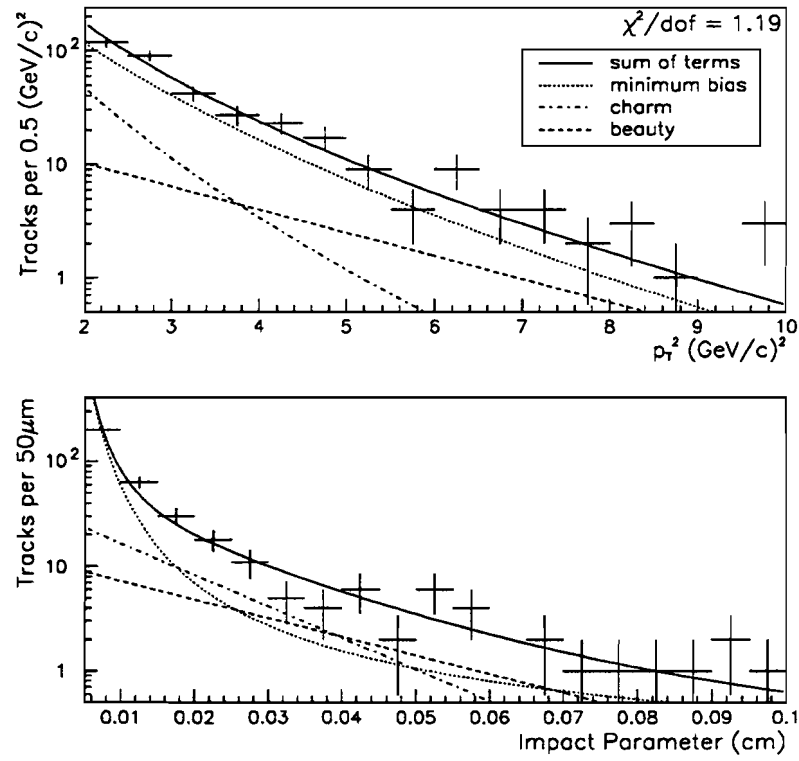 χ²/dof = 1.19
sum of terms
minimum bias
charm
beauty
Tracks per 0.5 (GeV/c)²
10²
10
1
2 3 4 5 6 7 8 9 10
p_T² (GeV/c)²
Tracks per 50μm
10²
10
1
0.01 0.02 0.03 0.04 0.05 0.06 0.07 0.08 0.09 0.1
Impact Parameter (cm)